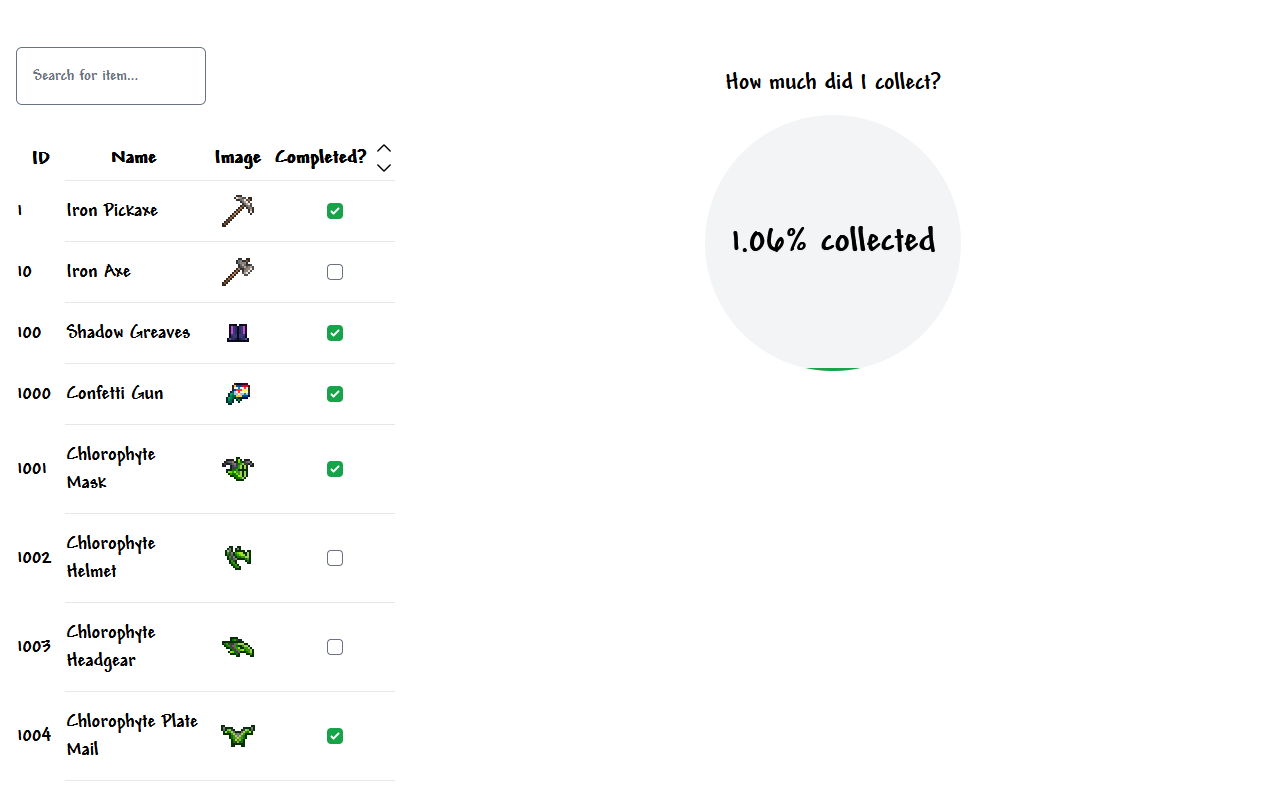 Search for item...
How much did I collect?
1.06% collected
ID Name Image Completed?
1 Iron Pickaxe
10 Iron Axe
100 Shadow Greaves
1000 Confetti Gun
1001 Chlorophyte
Mask
1002 Chlorophyte
Helmet
1003 Chlorophyte
Headgear
1004 Chlorophyte Plate
Mail